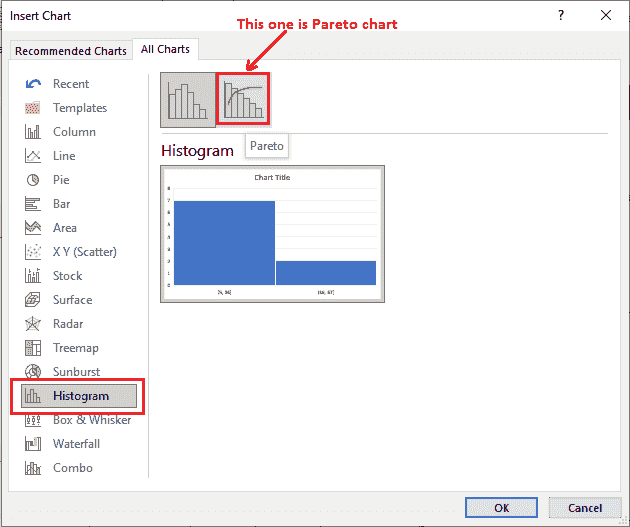 This one is Pareto chart
Insert Chart
?
Recommended Charts
All Charts
Recent
Templates
Column
Line
Pie
Bar
Area
X Y (Scatter)
Stock
Surface
Radar
Treemap
Sunburst
Histogram
Box & Whisker
Waterfall
Combo
Pareto
Histogram
Chart Title
8
7
6
5
4
3
2
1
0
OK
Cancel